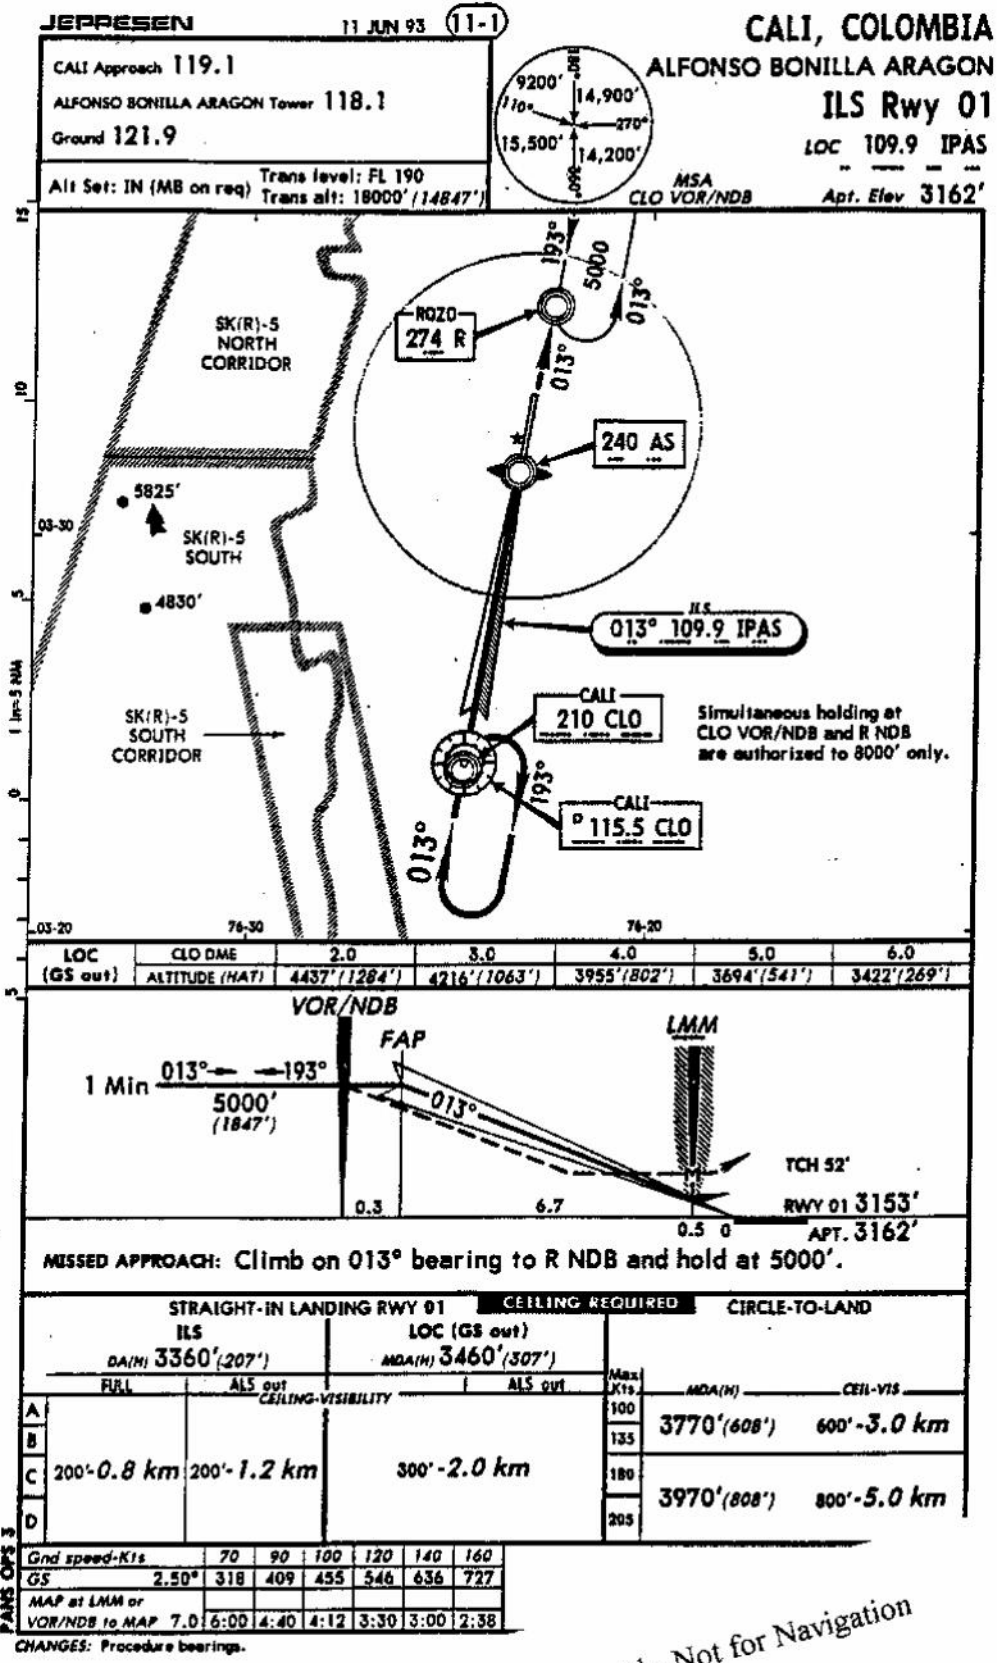 JEPPESEN 11 JUN 93 11-1
CALI, COLOMBIA
ALFONSO BONILLA ARAGON
ILS Rwy 01
LOC 109.9 IPAS
Apt. Elev 3162'
CALI Approach 119.1
ALFONSO BONILLA ARAGON Tower 118.1
Ground 121.9
Alt Set: IN (MB on req) Trans level: FL 190
Trans alt: 18000' (14847')
180°
9200' 14,900'
110° 270°
15,500' 14,200'
360°
MSA
CLO VOR/NDB
15
193° 5000 013°
ROZO
274 R
013°
SK(R)-5
NORTH
CORRIDOR
10
240 AS
5825'
03-30
SK(R)-5
SOUTH
5
4830'
ILS
013° 109.9 IPAS
1 in=5 NM
CALI
210 CLO
SK(R)-5
SOUTH
CORRIDOR
Simultaneous holding at
CLO VOR/NDB and R NDB
are authorized to 8000' only.
0
193°
CALI
D 115.5 CLO
013°
03-20 76-30 76-20
5
LOC CLO DME 2.0 3.0 4.0 5.0 6.0
(GS out) ALTITUDE (HAT) 4437'(1284') 4216'(1063') 3955'(802') 3694'(541') 3422'(269')
VOR/NDB
FAP
LMM
1 Min 013° 193°
5000'
(1847')
013°
M
TCH 52'
0.3 6.7 RWY 01 3153'
0.5 0 APT. 3162'
MISSED APPROACH: Climb on 013° bearing to R NDB and hold at 5000'.
STRAIGHT-IN LANDING RWY 01 CEILING REQUIRED CIRCLE-TO-LAND
ILS LOC (GS out)
DA(H) 3360'(207') MDA(H) 3460'(307')
FULL ALS out ALS out
CEILING-VISIBILITY
Max Kts MDA(H) CEIL-VIS
A 100
B 135 3770'(608') 600'-3.0 km
C 200'-0.8 km 200'-1.2 km 300'-2.0 km 180
D 205 3970'(808') 800'-5.0 km
Gnd speed-Kts 70 90 100 120 140 160
GS 2.50° 318 409 455 546 636 727
MAP at LMM or
VOR/NDB to MAP 7.0 6:00 4:40 4:12 3:30 3:00 2:38
PANS OPS 3
CHANGES: Procedure bearings.
Not for Navigation